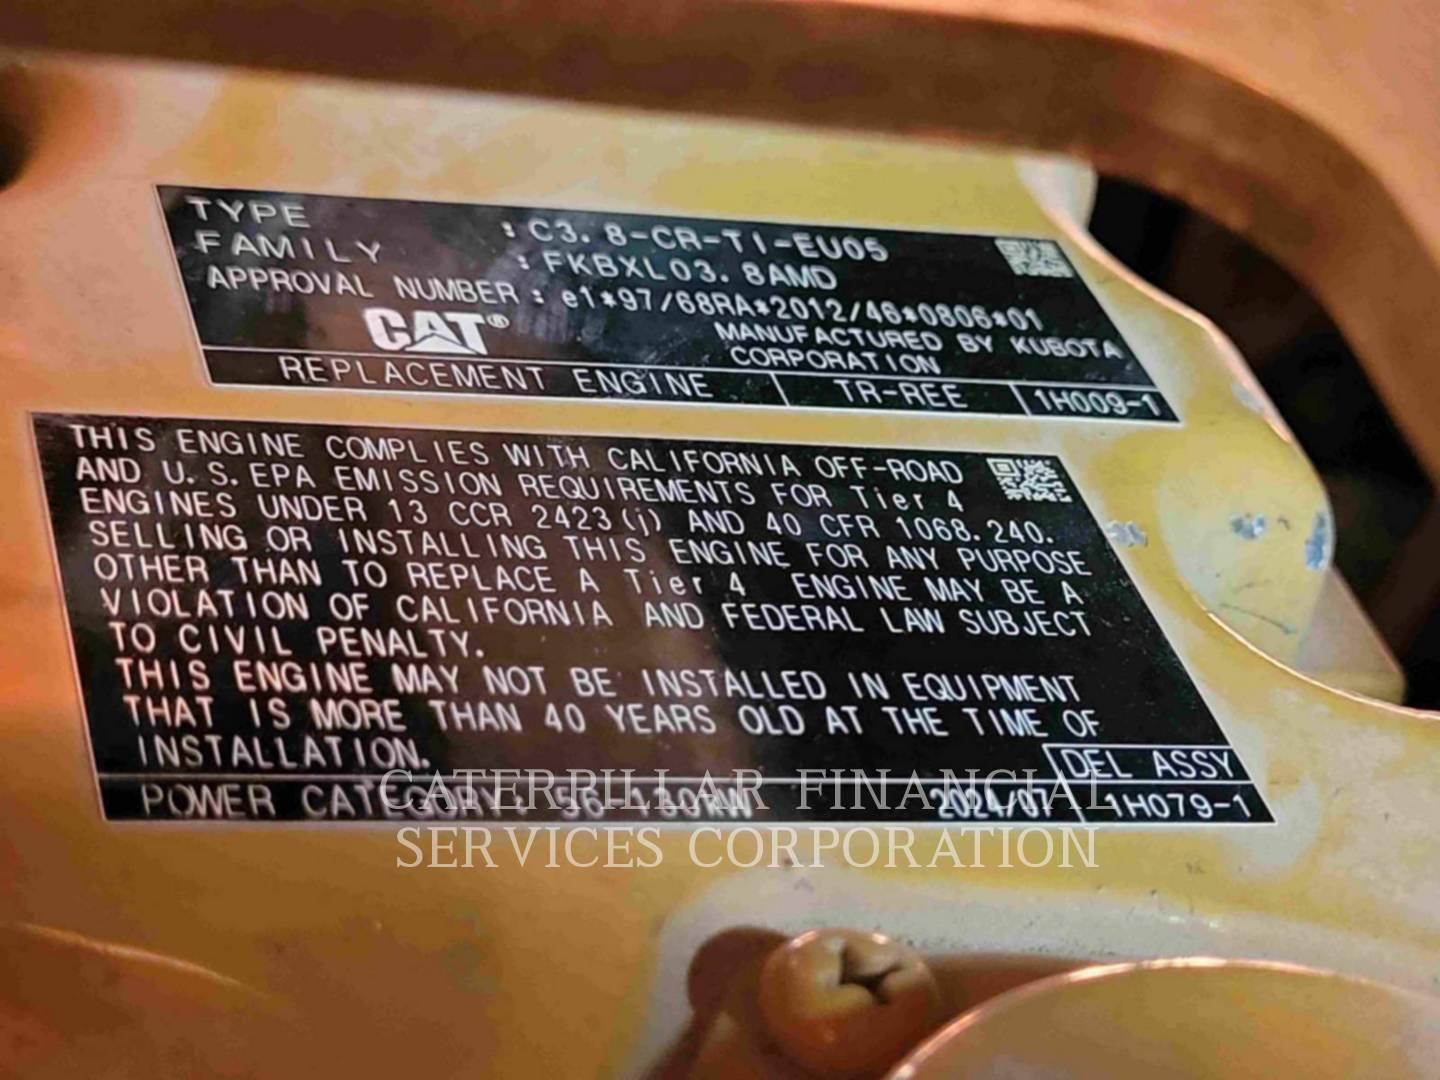 TYPE : C3.8-CR-TI-EU05
FAMILY : FKBXL03.8AMD
APPROVAL NUMBER : e1*97/68RA*2012/46*0806*01
CAT®
MANUFACTURED BY KUBOTA
CORPORATION
REPLACEMENT ENGINE TR-REE 1H009-1
THIS ENGINE COMPLIES WITH CALIFORNIA OFF-ROAD
AND U.S.EPA EMISSION REQUIREMENTS FOR Tier 4
ENGINES UNDER 13 CCR 2423(j) AND 40 CFR 1068.240.
SELLING OR INSTALLING THIS ENGINE FOR ANY PURPOSE
OTHER THAN TO REPLACE A Tier 4 ENGINE MAY BE A
VIOLATION OF CALIFORNIA AND FEDERAL LAW SUBJECT
TO CIVIL PENALTY.
THIS ENGINE MAY NOT BE INSTALLED IN EQUIPMENT
THAT IS MORE THAN 40 YEARS OLD AT THE TIME OF
INSTALLATION.
DEL ASSY
POWER CATEGORY: 56-130kW 2024/07 1H079-1
CATERPILLAR FINANCIAL
SERVICES CORPORATION